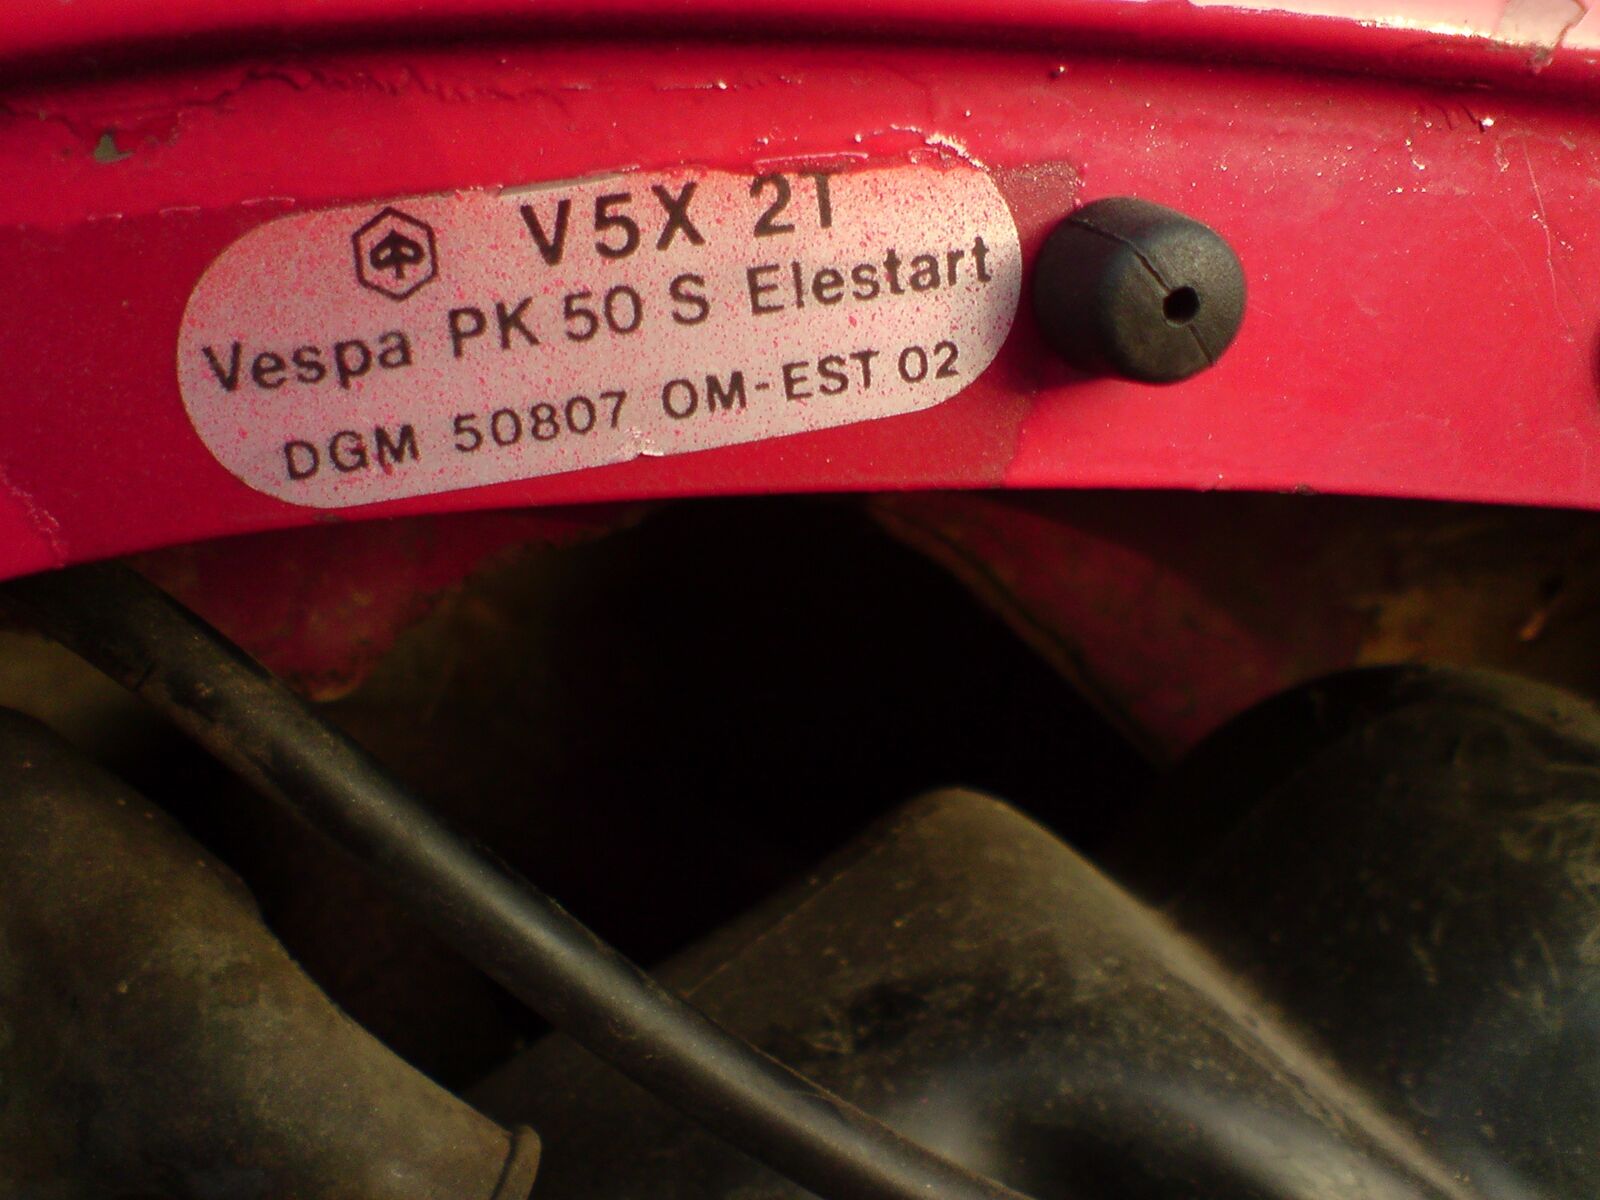 V5X 2T
Vespa PK 50 S Elestart
DGM 50807 OM-EST 02